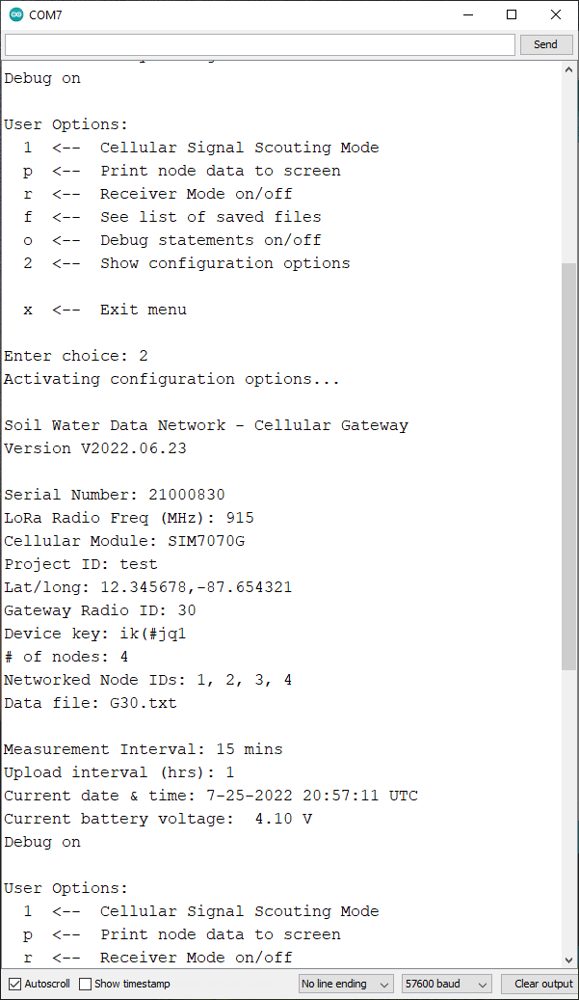 COM7
Send
Debug on
User Options:
1 <-- Cellular Signal Scouting Mode
p <-- Print node data to screen
r <-- Receiver Mode on/off
f <-- See list of saved files
o <-- Debug statements on/off
2 <-- Show configuration options
x <-- Exit menu
Enter choice: 2
Activating configuration options...
Soil Water Data Network - Cellular Gateway
Version V2022.06.23
Serial Number: 21000830
LoRa Radio Freq (MHz): 915
Cellular Module: SIM7070G
Project ID: test
Lat/long: 12.345678,-87.654321
Gateway Radio ID: 30
Device key: ik(#jq1
# of nodes: 4
Networked Node IDs: 1, 2, 3, 4
Data file: G30.txt
Measurement Interval: 15 mins
Upload interval (hrs): 1
Current date & time: 7-25-2022 20:57:11 UTC
Current battery voltage:  4.10 V
Debug on
User Options:
1 <-- Cellular Signal Scouting Mode
p <-- Print node data to screen
r <-- Receiver Mode on/off
Autoscroll Show timestamp No line ending 57600 baud Clear output